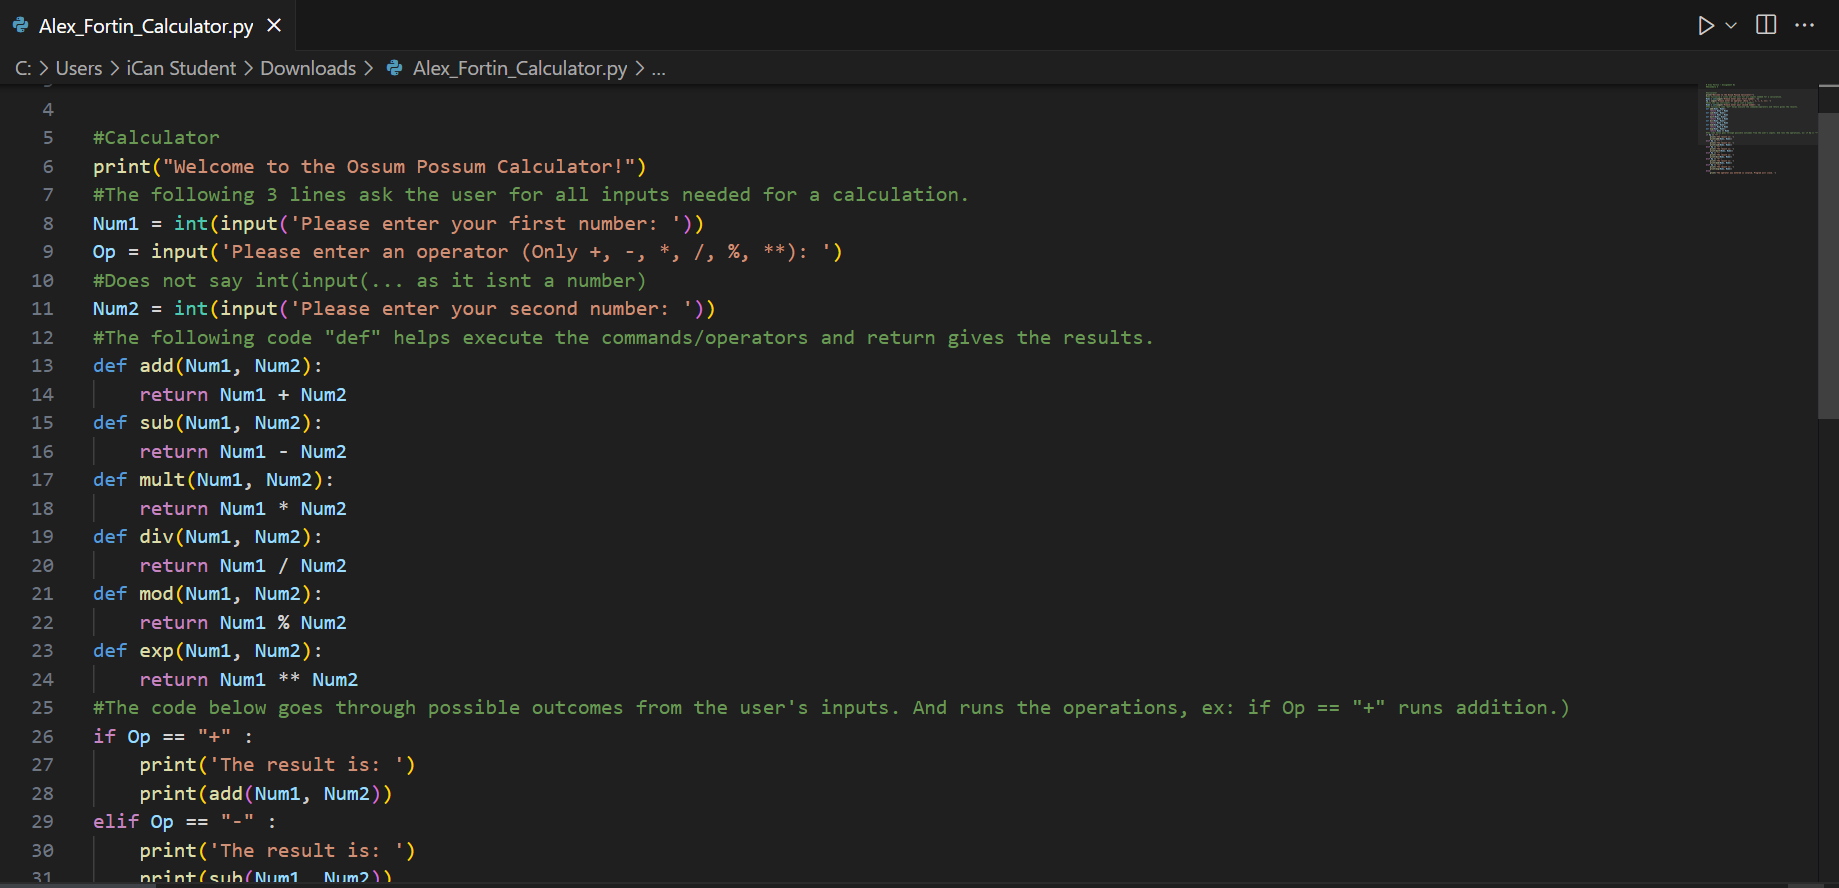 Alex_Fortin_Calculator.py
C: > Users > iCan Student > Downloads > Alex_Fortin_Calculator.py > ...
4
5 #Calculator
6 print("Welcome to the Ossum Possum Calculator!")
7 #The following 3 lines ask the user for all inputs needed for a calculation.
8 Num1 = int(input('Please enter your first number: '))
9 Op = input('Please enter an operator (Only +, -, *, /, %, **): ')
10 #Does not say int(input(... as it isnt a number)
11 Num2 = int(input('Please enter your second number: '))
12 #The following code "def" helps execute the commands/operators and return gives the results.
13 def add(Num1, Num2):
14     return Num1 + Num2
15 def sub(Num1, Num2):
16     return Num1 - Num2
17 def mult(Num1, Num2):
18     return Num1 * Num2
19 def div(Num1, Num2):
20     return Num1 / Num2
21 def mod(Num1, Num2):
22     return Num1 % Num2
23 def exp(Num1, Num2):
24     return Num1 ** Num2
25 #The code below goes through possible outcomes from the user's inputs. And runs the operations, ex: if Op == "+" runs addition.)
26 if Op == "+" :
27     print('The result is: ')
28     print(add(Num1, Num2))
29 elif Op == "-" :
30     print('The result is: ')
31     print(sub(Num1, Num2))